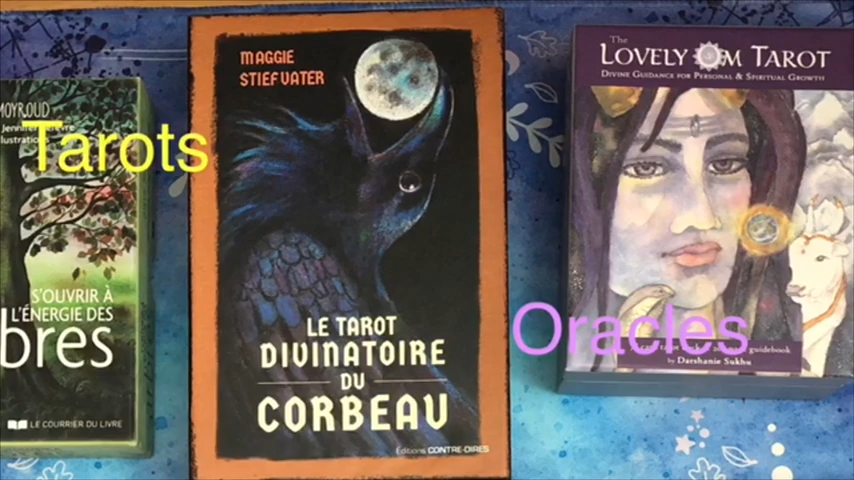 MOYROUD
Tarots
S'OUVRIR À
L'ÉNERGIE DES
bres
LE COURRIER DU LIVRE
MAGGIE
STIEFVATER
LE TAROT
DIVINATOIRE
DU
CORBEAU
Éditions CONTRE-DIRES
The
LOVELY OM TAROT
DIVINE GUIDANCE FOR PERSONAL & SPIRITUAL GROWTH
Oracles
guidebook
by Darshanie Sukhu